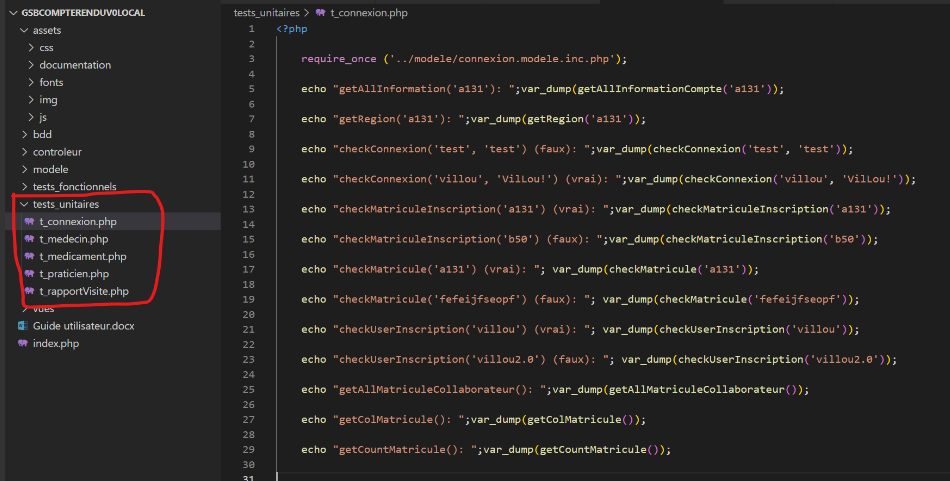 GSBCOMPTERENDUV0LOCAL
assets
css
documentation
fonts
img
js
bdd
controleur
modele
tests_fonctionnels
tests_unitaires
t_connexion.php
t_medecin.php
t_medicament.php
t_praticien.php
t_rapportVisite.php
vues
Guide utilisateur.docx
index.php
tests_unitaires > t_connexion.php
1 <?php
2
3 require_once ('../modele/connexion.modele.inc.php');
4
5 echo "getAllInformation('a131'): ";var_dump(getAllInformationCompte('a131'));
6
7 echo "getRegion('a131'): ";var_dump(getRegion('a131'));
8
9 echo "checkConnexion('test', 'test') (faux): ";var_dump(checkConnexion('test', 'test'));
10
11 echo "checkConnexion('villou', 'VilLou!') (vrai): ";var_dump(checkConnexion('villou', 'VilLou!'));
12
13 echo "checkMatriculeInscription('a131') (vrai): ";var_dump(checkMatriculeInscription('a131'));
14
15 echo "checkMatriculeInscription('b50') (faux): ";var_dump(checkMatriculeInscription('b50'));
16
17 echo "checkMatricule('a131') (vrai): "; var_dump(checkMatricule('a131'));
18
19 echo "checkMatricule('fefeijfseopf') (faux): "; var_dump(checkMatricule('fefeijfseopf'));
20
21 echo "checkUserInscription('villou') (vrai): "; var_dump(checkUserInscription('villou'));
22
23 echo "checkUserInscription('villou2.0') (faux): "; var_dump(checkUserInscription('villou2.0'));
24
25 echo "getAllMatriculeCollaborateur(): ";var_dump(getAllMatriculeCollaborateur());
26
27 echo "getColMatricule(): ";var_dump(getColMatricule());
28
29 echo "getCountMatricule(): ";var_dump(getCountMatricule());
30
31